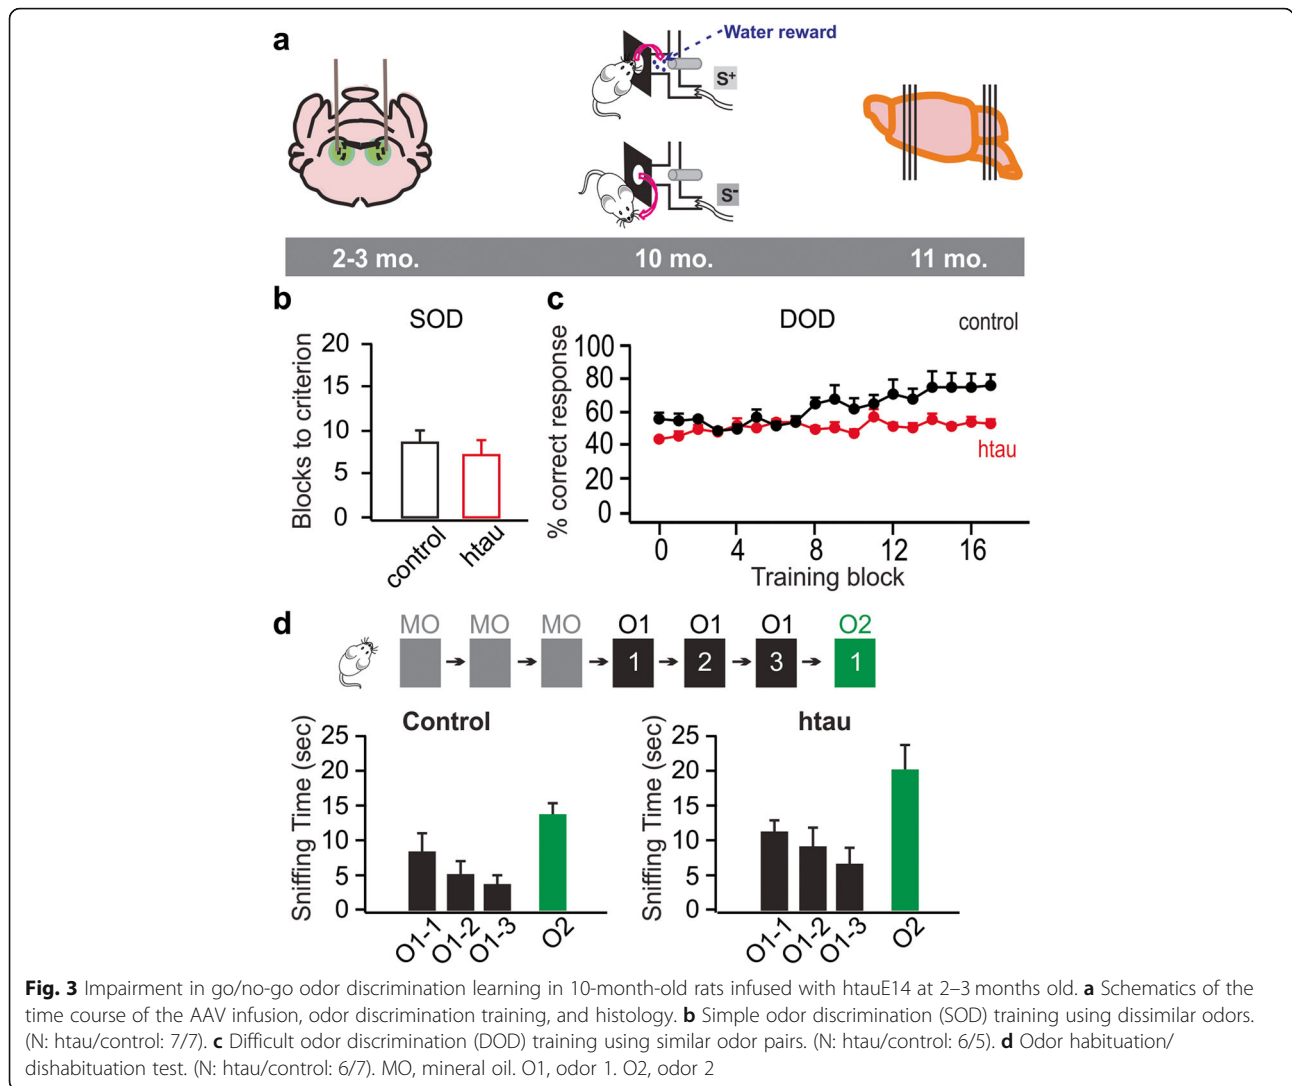 a
Water reward
S+
S-
2-3 mo. 10 mo. 11 mo.
b
SOD
Blocks to criterion
20
15
10
5
0
control htau
c
DOD
control
% correct response
100
80
60
40
20
0
htau
0 4 8 12 16
Training block
d
MO MO MO O1 O1 O1 O2
1 2 3 1
Control
Sniffing Time (sec)
25
20
15
10
5
0
O1-1 O1-2 O1-3 O2
htau
Sniffing Time (sec)
25
20
15
10
5
0
O1-1 O1-2 O1-3 O2
Fig. 3 Impairment in go/no-go odor discrimination learning in 10-month-old rats infused with htauE14 at 2–3 months old. a Schematics of the
time course of the AAV infusion, odor discrimination training, and histology. b Simple odor discrimination (SOD) training using dissimilar odors.
(N: htau/control: 7/7). c Difficult odor discrimination (DOD) training using similar odor pairs. (N: htau/control: 6/5). d Odor habituation/
dishabituation test. (N: htau/control: 6/7). MO, mineral oil. O1, odor 1. O2, odor 2